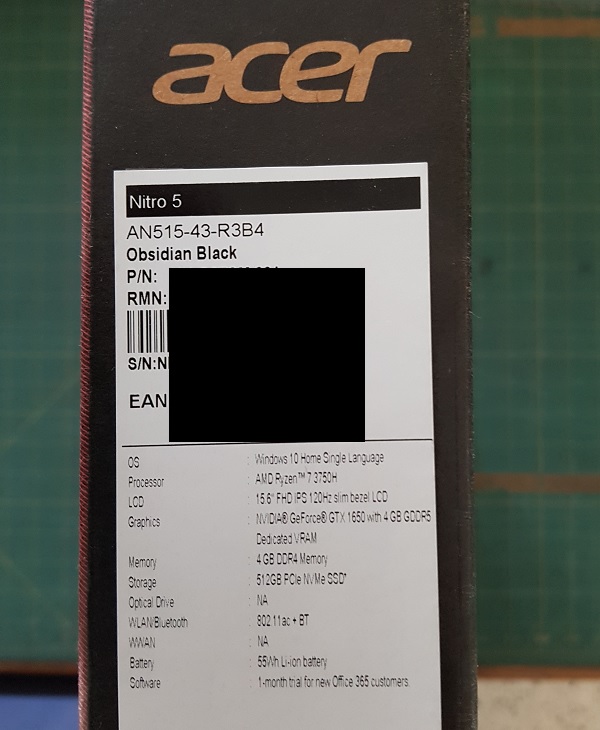 acer
Nitro 5
AN515-43-R3B4
Obsidian Black
P/N:
RMN:
S/N:N
EAN
OS : Windows 10 Home Single Language
Processor : AMD Ryzen™ 7 3750H
LCD : 15.6" FHD IPS 120Hz slim bezel LCD
Graphics : NVIDIA® GeForce® GTX 1650 with 4 GB GDDR5
Dedicated VRAM
Memory : 4 GB DDR4 Memory
Storage : 512GB PCIe NVMe SSD*
Optical Drive : NA
WLAN/Bluetooth : 802.11ac + BT
WWAN : NA
Battery : 55Wh Li-ion battery
Software : 1-month trial for new Office 365 customers.